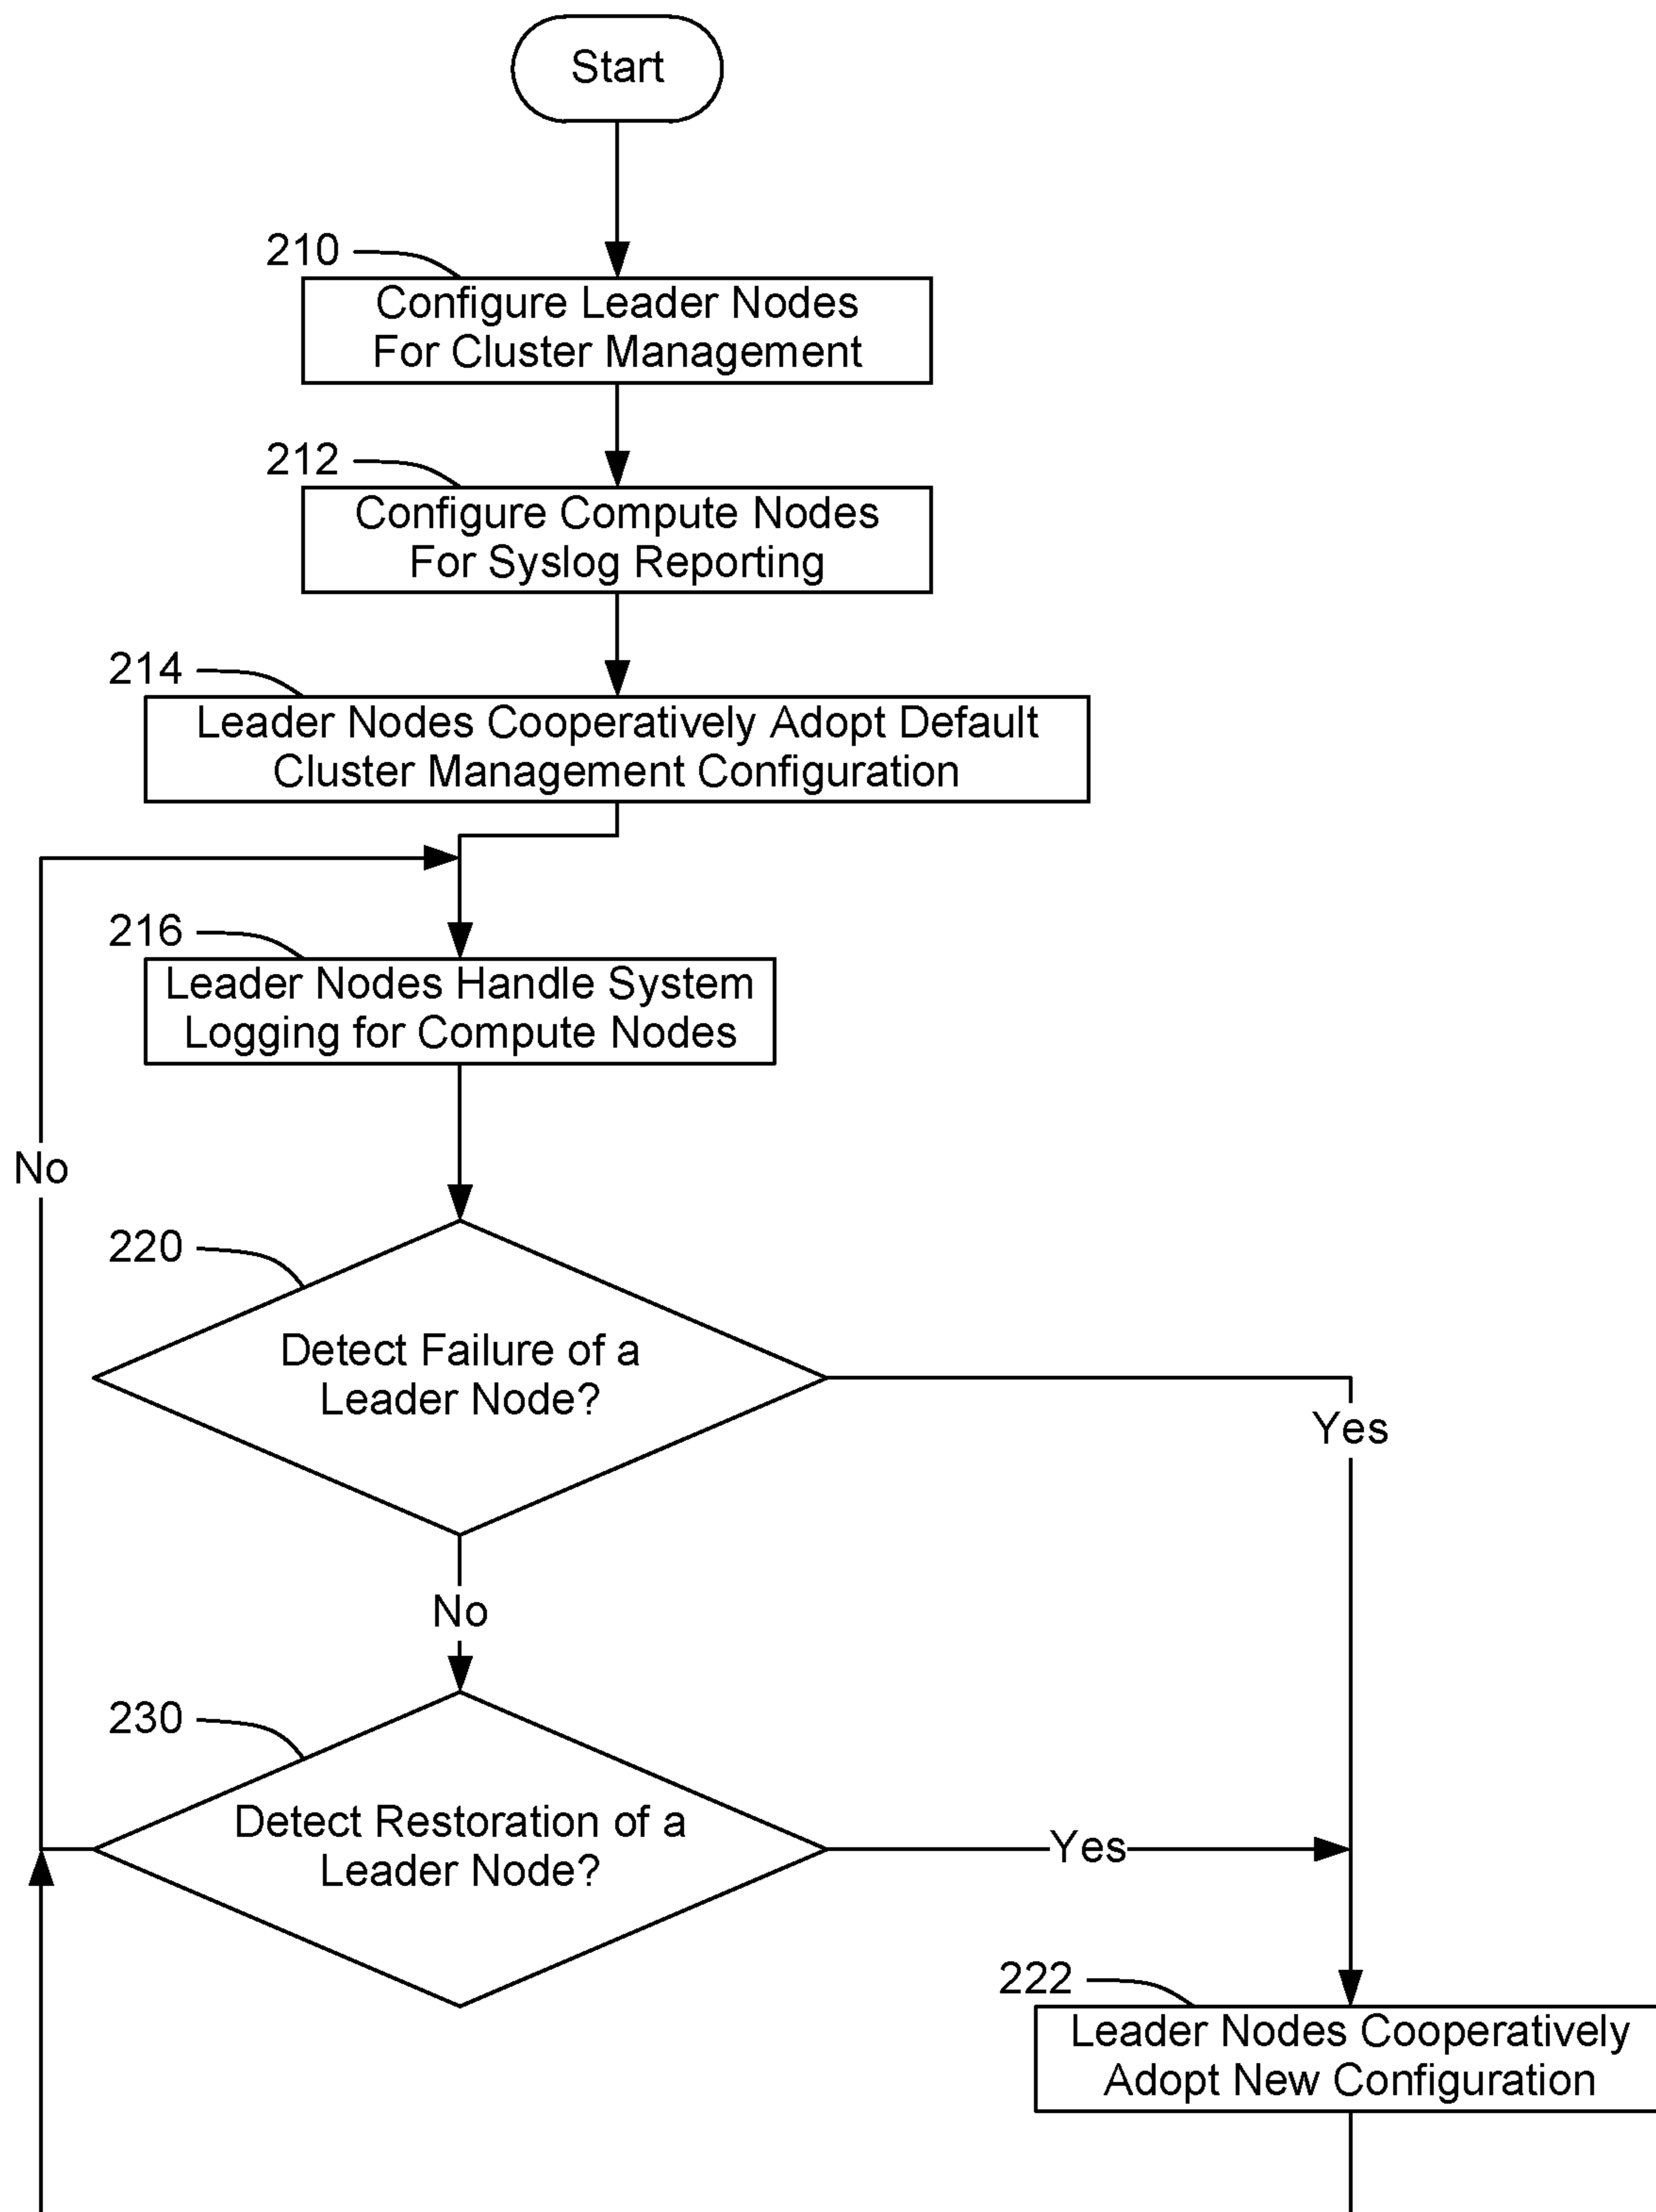 Start
210
Configure Leader Nodes
For Cluster Management
212
Configure Compute Nodes
For Syslog Reporting
214
Leader Nodes Cooperatively Adopt Default
Cluster Management Configuration
216
Leader Nodes Handle System
Logging for Compute Nodes
No
220
Detect Failure of a
Leader Node?
Yes
No
230
Detect Restoration of a
Leader Node?
Yes
222
Leader Nodes Cooperatively
Adopt New Configuration